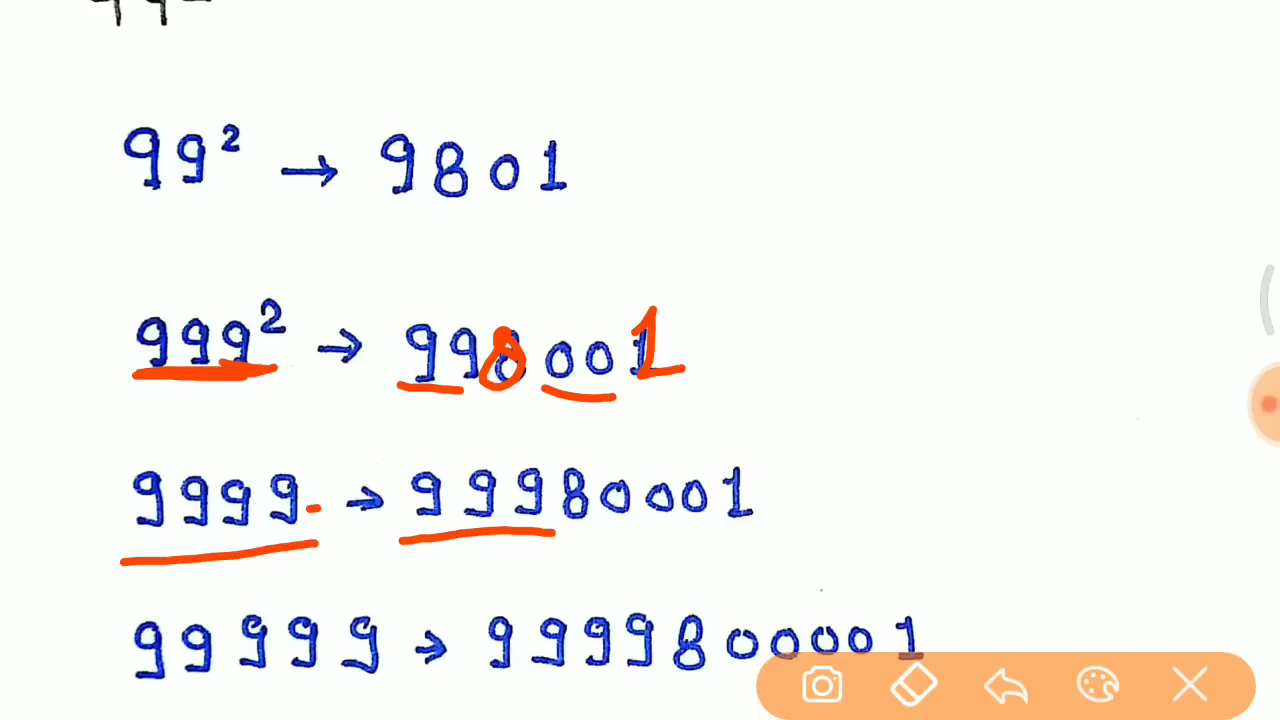 99² → 9801
999² → 998001
9999 → 99980001
99999 → 9999800001